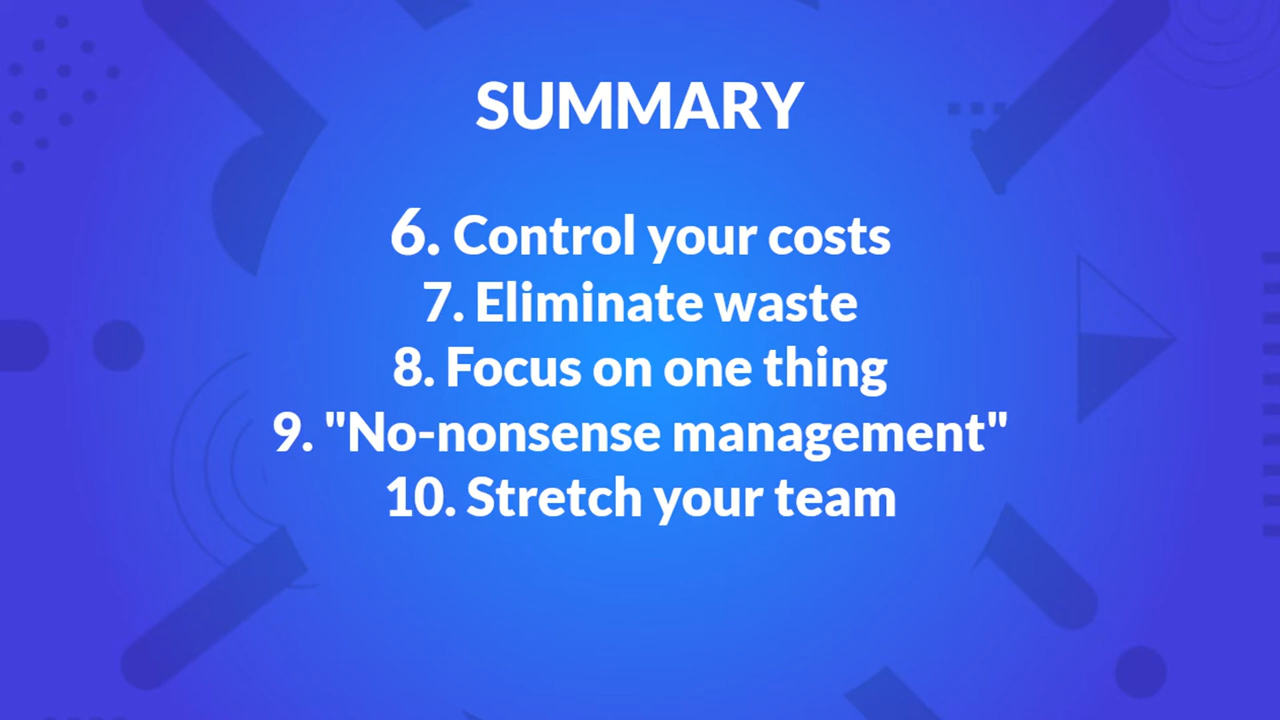 SUMMARY
6. Control your costs
7. Eliminate waste
8. Focus on one thing
9. "No-nonsense management"
10. Stretch your team